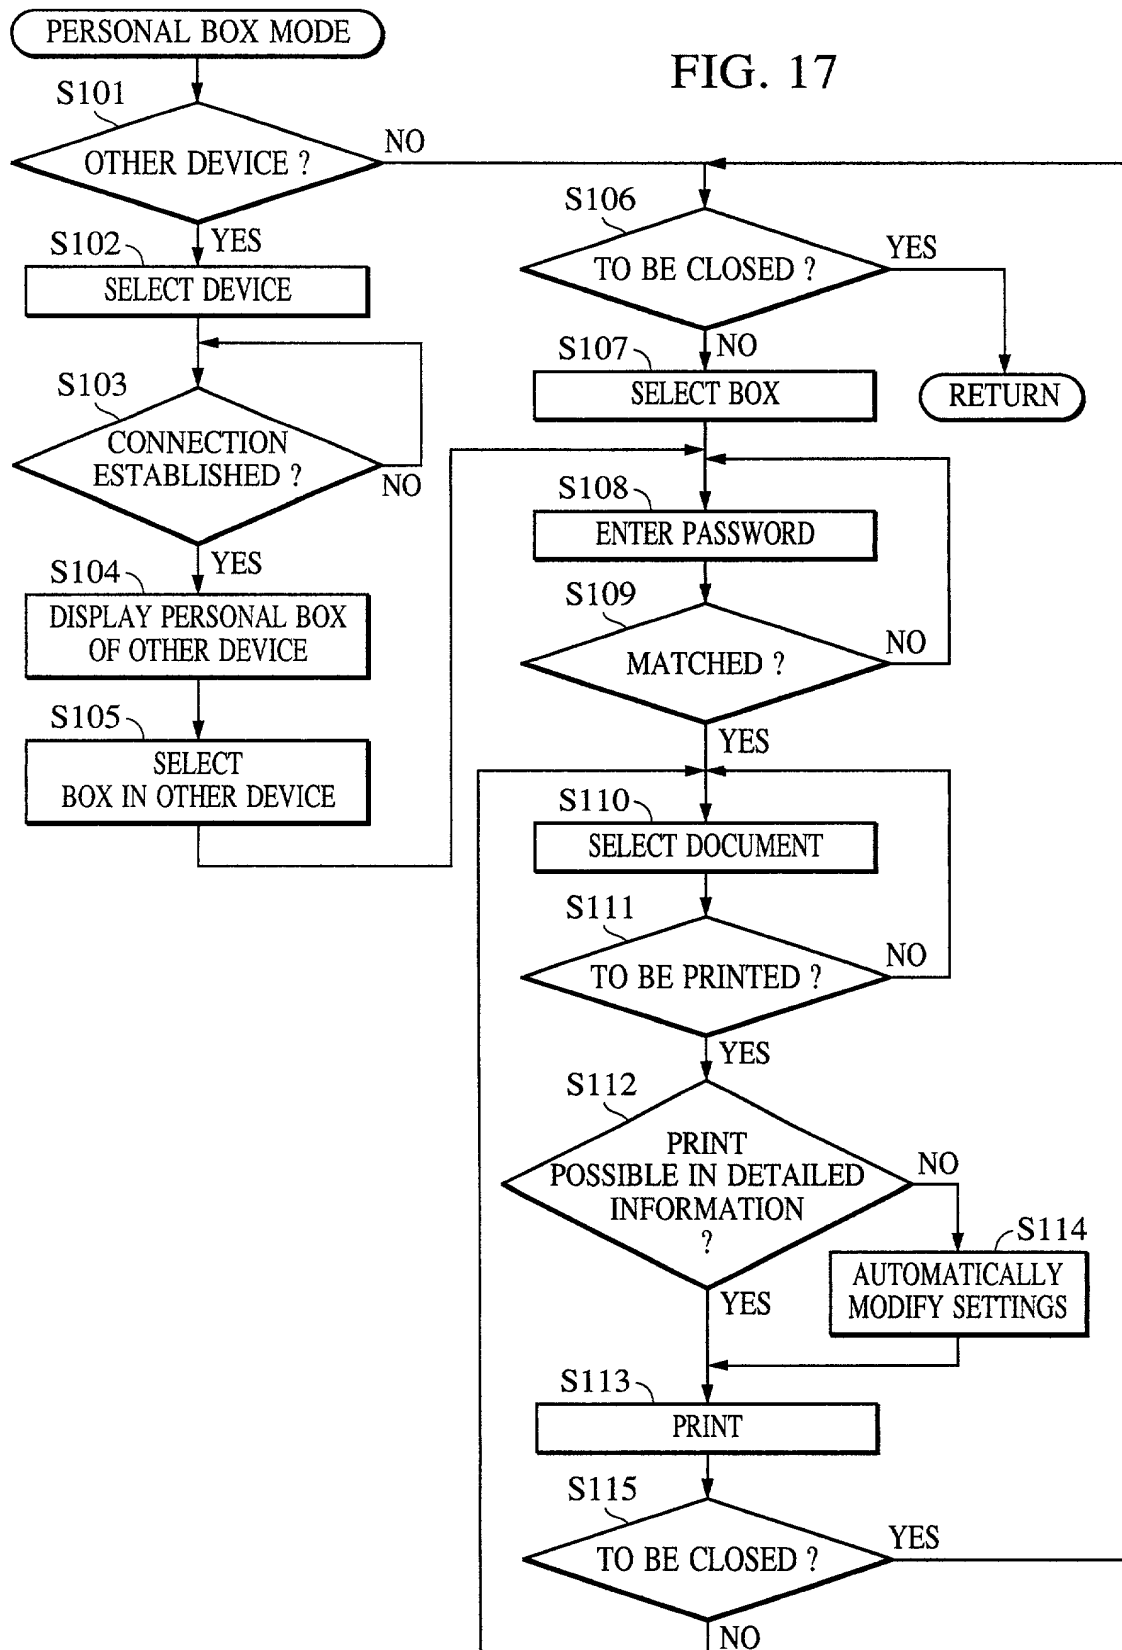 PERSONAL BOX MODE
FIG. 17
S101
OTHER DEVICE ?
NO
YES
S102
SELECT DEVICE
S103
CONNECTION
ESTABLISHED ?
NO
YES
S104
DISPLAY PERSONAL BOX
OF OTHER DEVICE
S105
SELECT
BOX IN OTHER DEVICE
S106
TO BE CLOSED ?
YES
RETURN
NO
S107
SELECT BOX
S108
ENTER PASSWORD
S109
MATCHED ?
NO
YES
S110
SELECT DOCUMENT
S111
TO BE PRINTED ?
NO
YES
S112
PRINT
POSSIBLE IN DETAILED
INFORMATION
?
NO
S114
AUTOMATICALLY
MODIFY SETTINGS
YES
S113
PRINT
S115
TO BE CLOSED ?
YES
NO